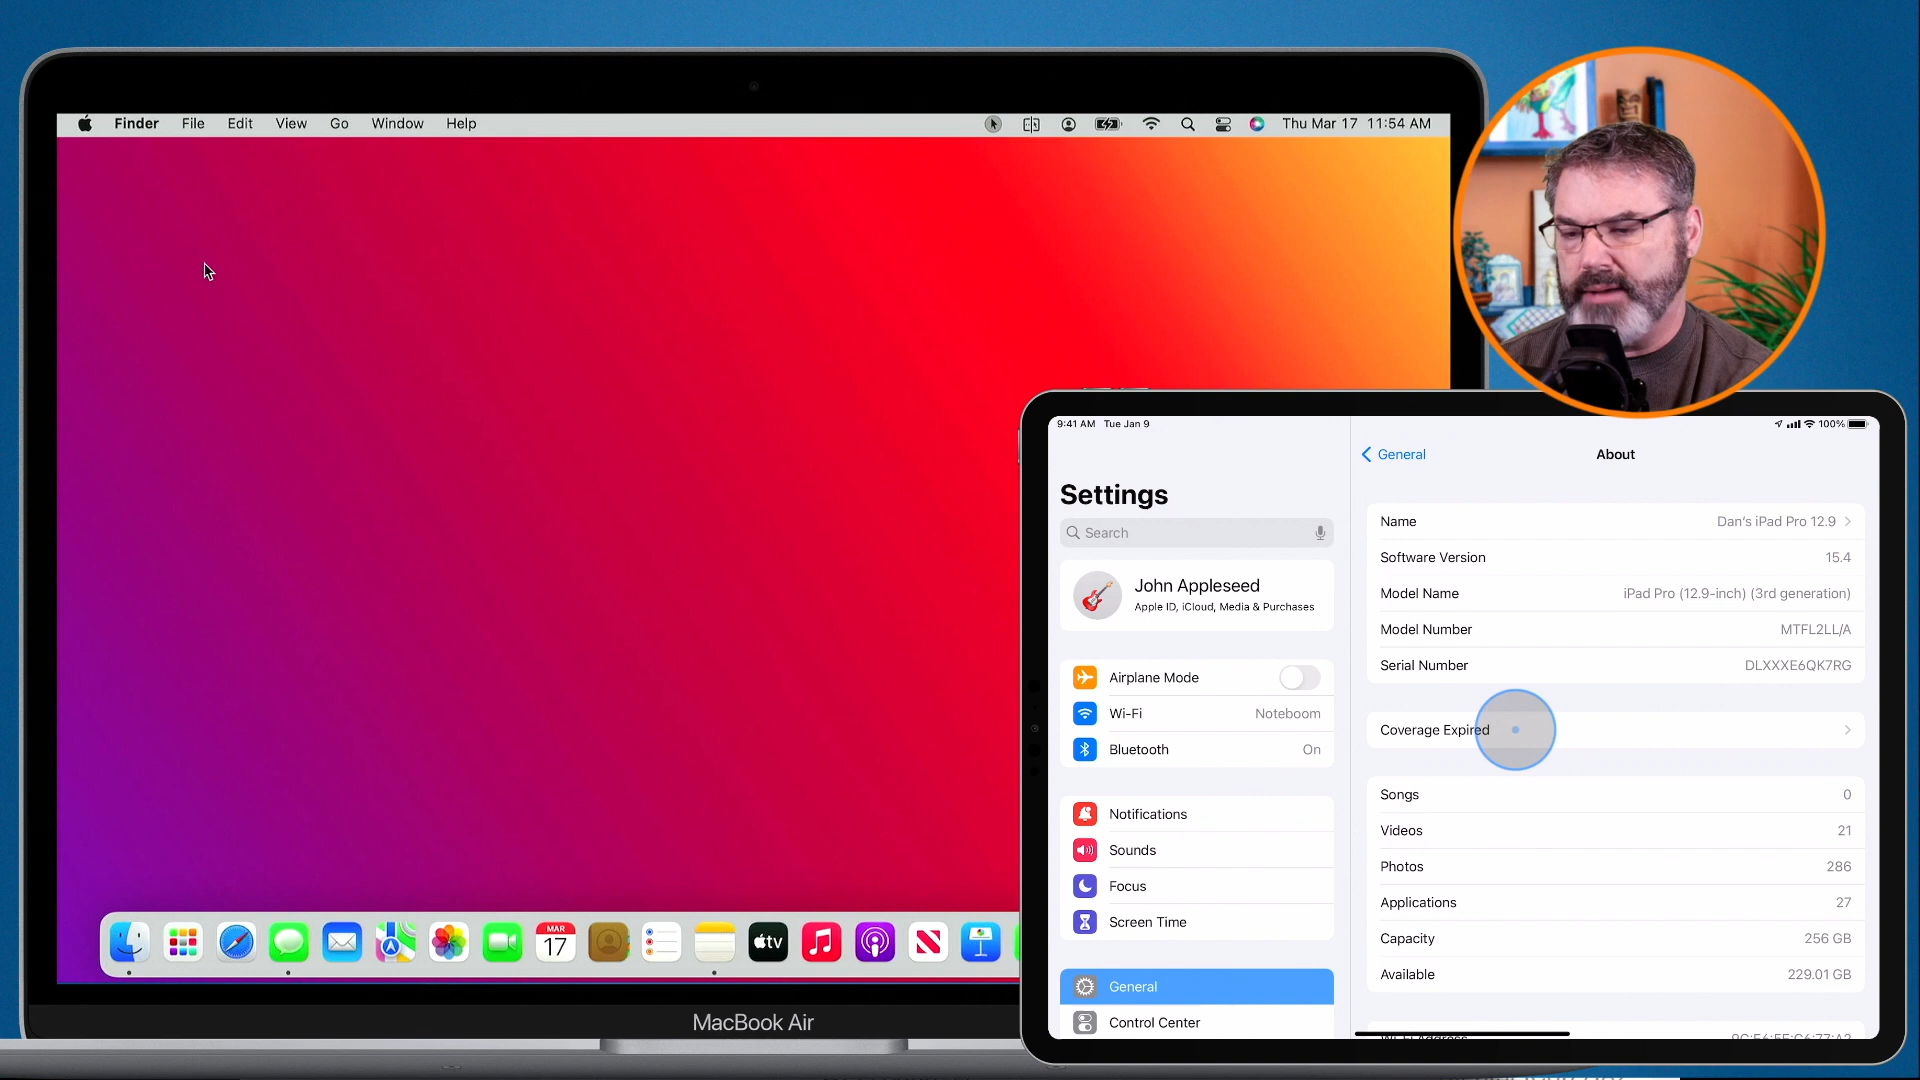 Finder File Edit View Go Window Help Thu Mar 17 11:54 AM
MAR
17
tv
MacBook Air
9:41 AM Tue Jan 9
100%
Settings
Search
John Appleseed
Apple ID, iCloud, Media & Purchases
Airplane Mode
Wi-Fi Noteboom
Bluetooth On
Notifications
Sounds
Focus
Screen Time
General
Control Center
General About
Name Dan's iPad Pro 12.9
Software Version 15.4
Model Name iPad Pro (12.9-inch) (3rd generation)
Model Number MTFL2LL/A
Serial Number DLXXXE6QK7RG
Coverage Expired
Songs 0
Videos 21
Photos 286
Applications 27
Capacity 256 GB
Available 229.01 GB